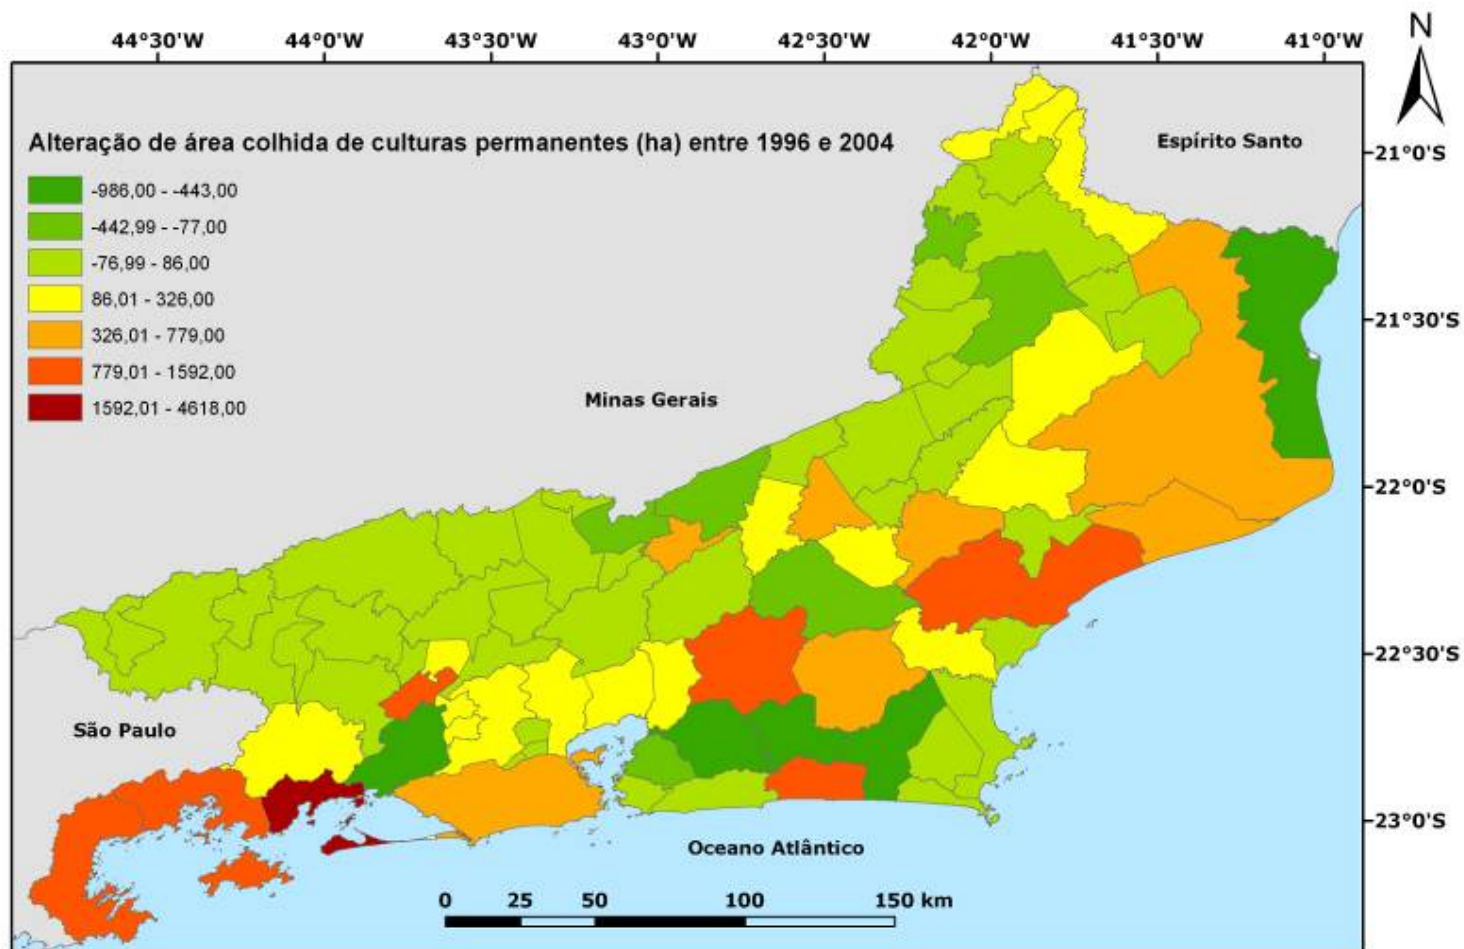 44°30'W 44°0'W 43°30'W 43°0'W 42°30'W 42°0'W 41°30'W 41°0'W
N
Alteração de área colhida de culturas permanentes (ha) entre 1996 e 2004
-986,00 - -443,00
-442,99 - -77,00
-76,99 - 86,00
86,01 - 326,00
326,01 - 779,00
779,01 - 1592,00
1592,01 - 4618,00
Espírito Santo
21°0'S
21°30'S
Minas Gerais
22°0'S
22°30'S
São Paulo
23°0'S
Oceano Atlântico
0 25 50 100 150 km